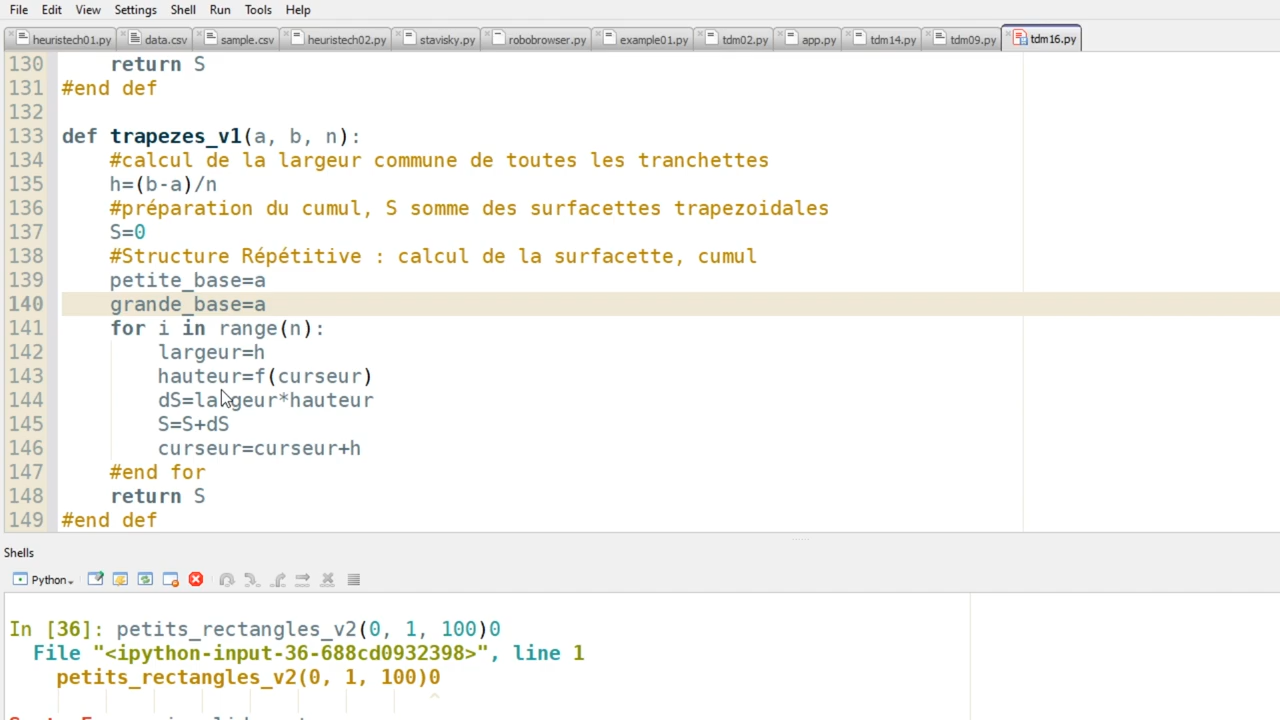 File Edit View Settings Shell Run Tools Help
heuristech01.py data.csv sample.csv heuristech02.py stavisky.py robobrowser.py example01.py tdm02.py app.py tdm14.py tdm09.py tdm16.py
130 return S
131 #end def
132
133 def trapezes_v1(a, b, n):
134 #calcul de la largeur commune de toutes les tranchettes
135 h=(b-a)/n
136 #préparation du cumul, S somme des surfacettes trapezoidales
137 S=0
138 #Structure Répétitive : calcul de la surfacette, cumul
139 petite_base=a
140 grande_base=a
141 for i in range(n):
142 largeur=h
143 hauteur=f(curseur)
144 dS=largeur*hauteur
145 S=S+dS
146 curseur=curseur+h
147 #end for
148 return S
149 #end def
Shells
Python
In [36]: petits_rectangles_v2(0, 1, 100)0
File "<ipython-input-36-688cd0932398>", line 1
petits_rectangles_v2(0, 1, 100)0
^